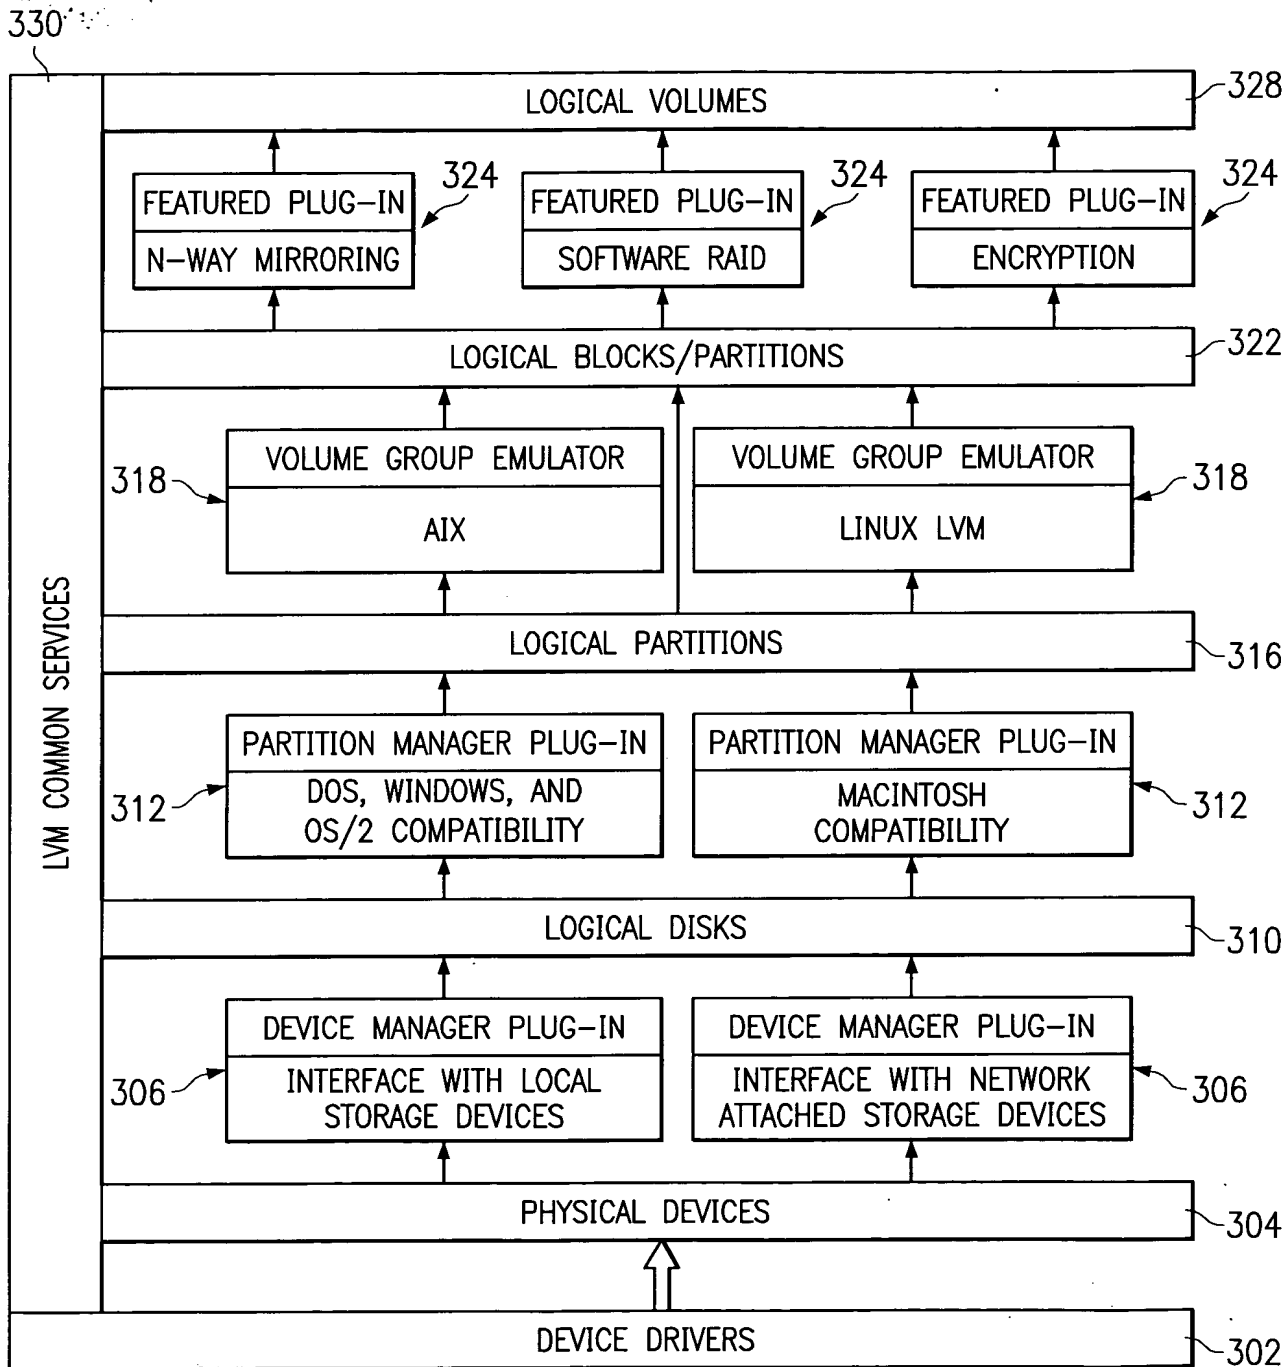 330
LOGICAL VOLUMES
328
FEATURED PLUG-IN
N-WAY MIRRORING
324
FEATURED PLUG-IN
SOFTWARE RAID
324
FEATURED PLUG-IN
ENCRYPTION
324
LOGICAL BLOCKS/PARTITIONS
322
318
VOLUME GROUP EMULATOR
AIX
VOLUME GROUP EMULATOR
LINUX LVM
318
LVM COMMON SERVICES
LOGICAL PARTITIONS
316
312
PARTITION MANAGER PLUG-IN
DOS, WINDOWS, AND
OS/2 COMPATIBILITY
PARTITION MANAGER PLUG-IN
MACINTOSH
COMPATIBILITY
312
LOGICAL DISKS
310
306
DEVICE MANAGER PLUG-IN
INTERFACE WITH LOCAL
STORAGE DEVICES
DEVICE MANAGER PLUG-IN
INTERFACE WITH NETWORK
ATTACHED STORAGE DEVICES
306
PHYSICAL DEVICES
304
DEVICE DRIVERS
302